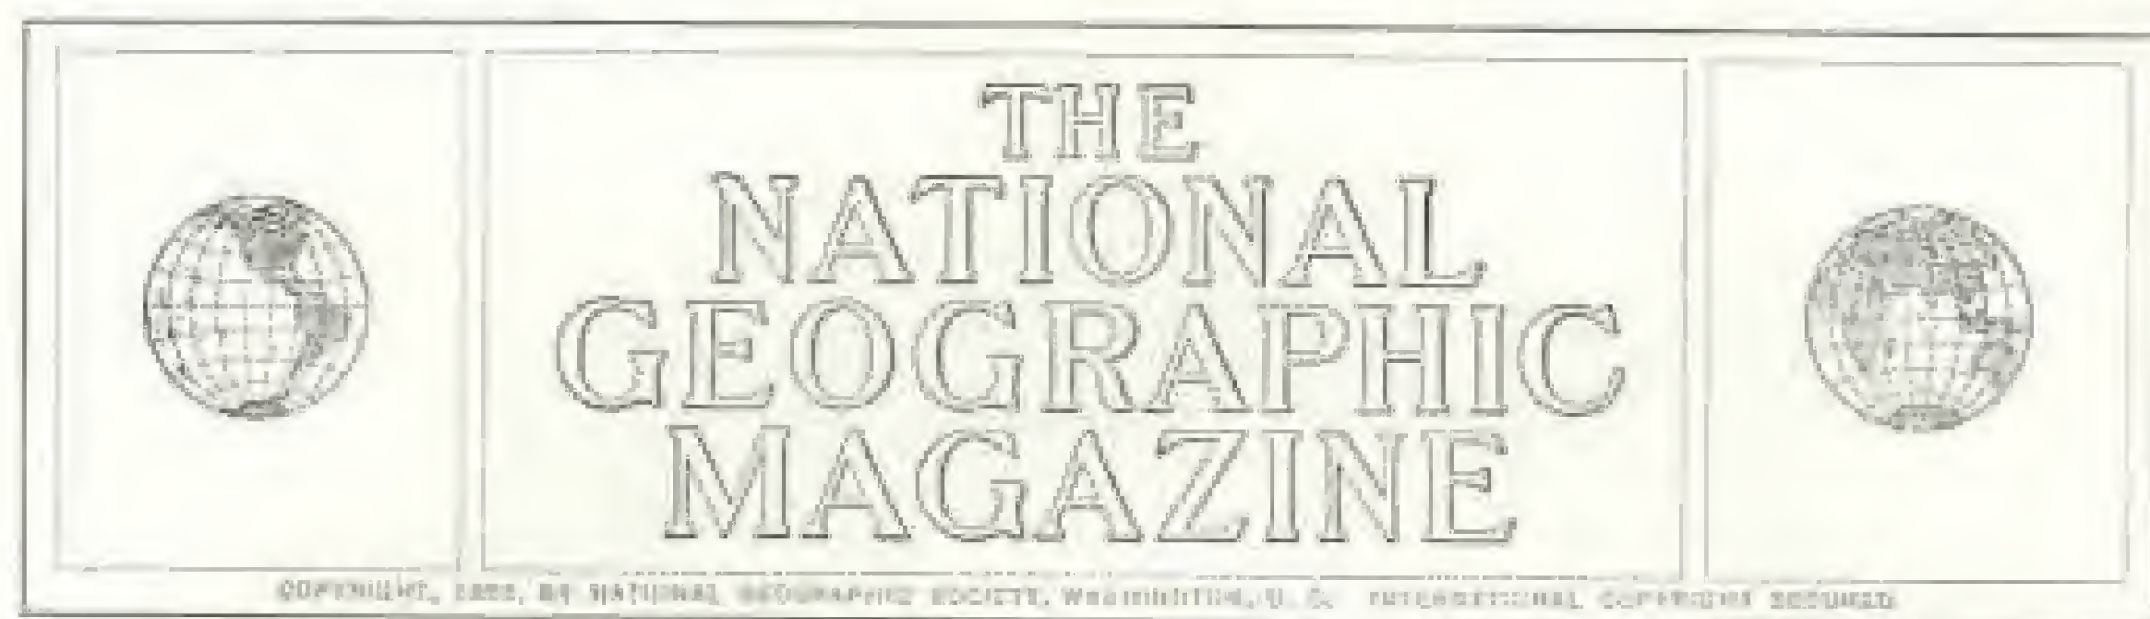 THE
NATIONAL
GEOGRAPHIC
MAGAZINE
COPYRIGHT, BY NATIONAL GEOGRAPHIC SOCIETY, WASHINGTON, D. C. INTERNATIONAL COPYRIGHT SECURED